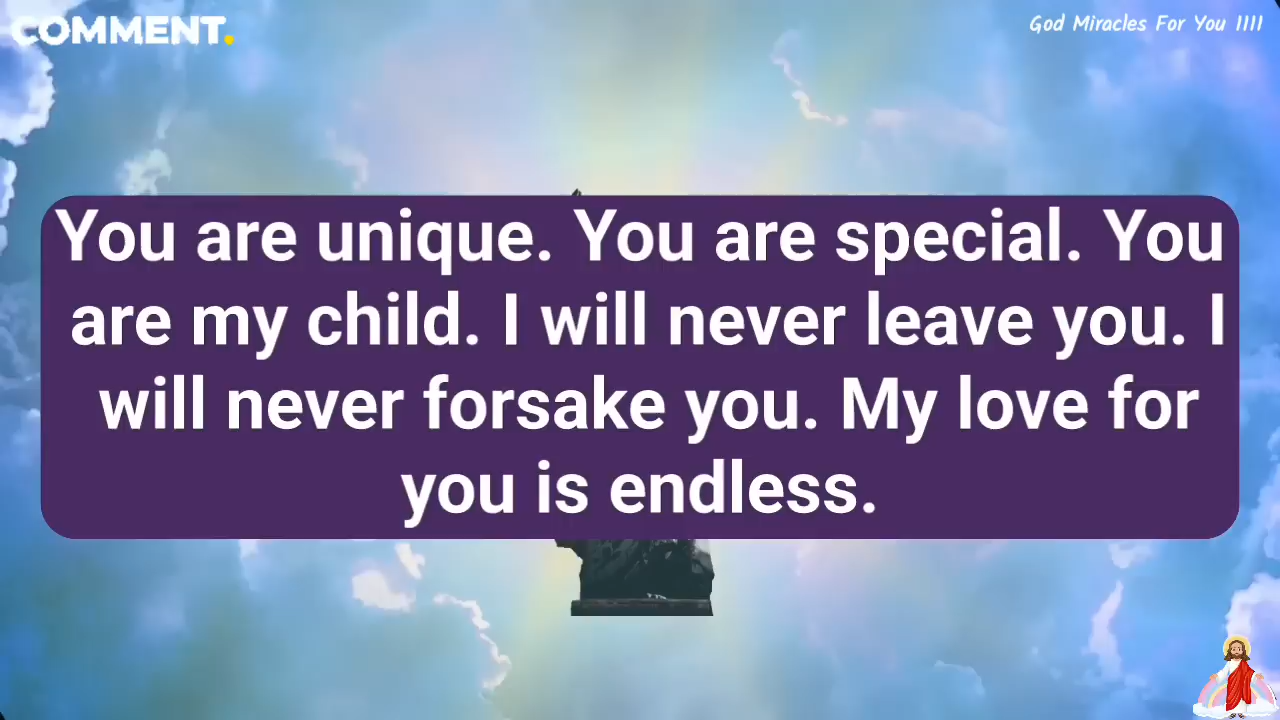 COMMENT.
God Miracles For You 1111
You are unique. You are special. You
are my child. I will never leave you. I
will never forsake you. My love for
you is endless.